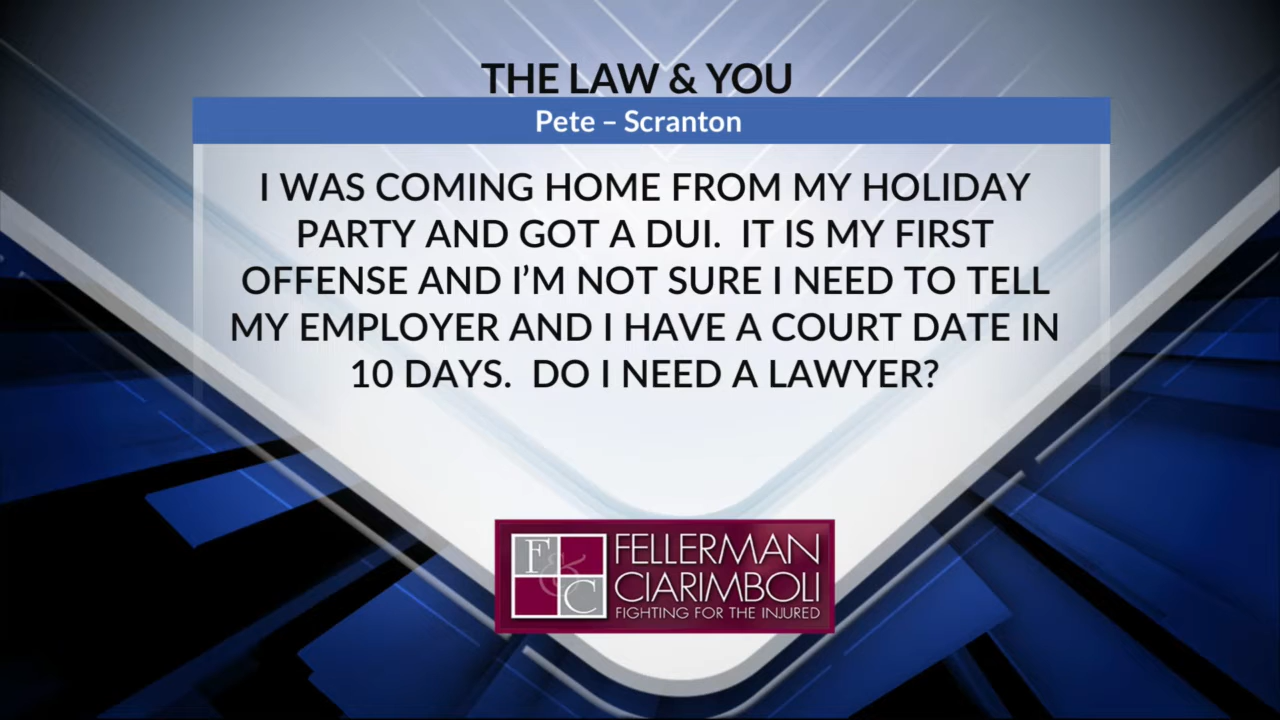 THE LAW & YOU
Pete – Scranton
I WAS COMING HOME FROM MY HOLIDAY
PARTY AND GOT A DUI.  IT IS MY FIRST
OFFENSE AND I’M NOT SURE I NEED TO TELL
MY EMPLOYER AND I HAVE A COURT DATE IN
10 DAYS.  DO I NEED A LAWYER?
F&C
FELLERMAN
CIARIMBOLI
FIGHTING FOR THE INJURED